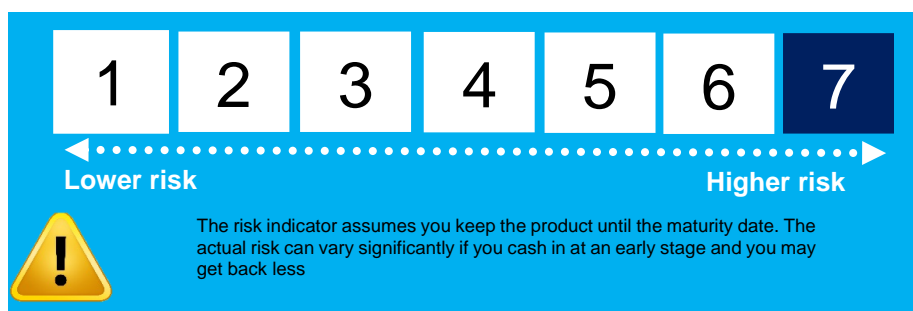 1 2 3 4 5 6 7
Lower risk Higher risk
The risk indicator assumes you keep the product until the maturity date. The
actual risk can vary significantly if you cash in at an early stage and you may
get back less